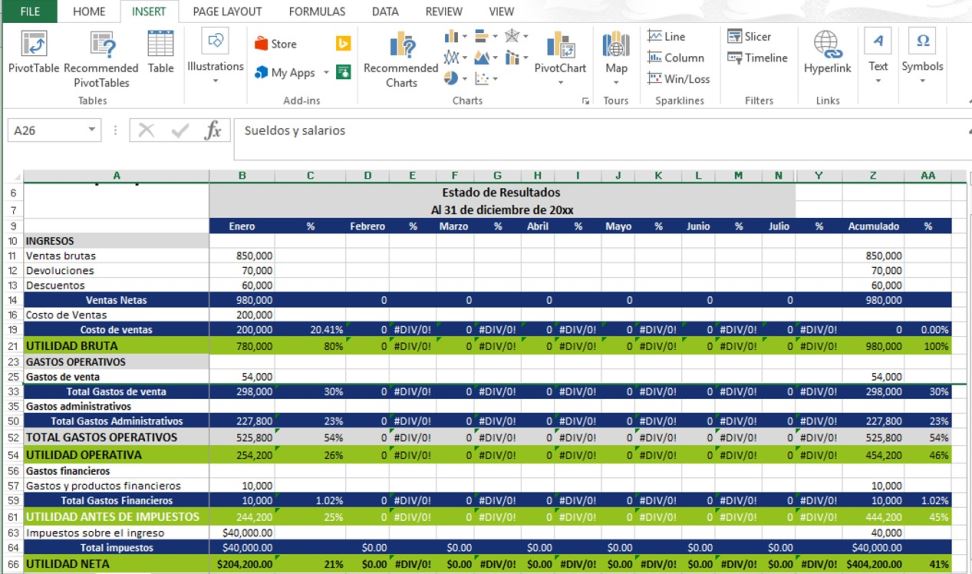 FILE HOME INSERT PAGE LAYOUT FORMULAS DATA REVIEW VIEW
PivotTable Recommended PivotTables Table Illustrations Store My Apps Recommended Charts PivotChart Map Line Column Win/Loss Slicer Timeline Hyperlink Text Symbols
Tables Add-ins Charts Tours Sparklines Filters Links
A26 fx Sueldos y salarios
A B C D E F G H I J K L M N Y Z AA
6 Estado de Resultados
7 Al 31 de diciembre de 20xx
9 Enero % Febrero % Marzo % Abril % Mayo % Junio % Julio % Acumulado %
10 INGRESOS
11 Ventas brutas 850,000 850,000
12 Devoluciones 70,000 70,000
13 Descuentos 60,000 60,000
14 Ventas Netas 980,000 0 0 0 0 0 0 980,000
16 Costo de Ventas 200,000
19 Costo de ventas 200,000 20.41% 0 #DIV/0! 0 #DIV/0! 0 #DIV/0! 0 #DIV/0! 0 #DIV/0! 0 #DIV/0! 0 0.00%
21 UTILIDAD BRUTA 780,000 80% 0 #DIV/0! 0 #DIV/0! 0 #DIV/0! 0 #DIV/0! 0 #DIV/0! 0 #DIV/0! 980,000 100%
23 GASTOS OPERATIVOS
25 Gastos de venta 54,000 54,000
33 Total Gastos de venta 298,000 30% 0 #DIV/0! 0 #DIV/0! 0 #DIV/0! 0 #DIV/0! 0 #DIV/0! 0 #DIV/0! 298,000 30%
35 Gastos administrativos
50 Total Gastos Administrativos 227,800 23% 0 #DIV/0! 0 #DIV/0! 0 #DIV/0! 0 #DIV/0! 0 #DIV/0! 0 #DIV/0! 227,800 23%
52 TOTAL GASTOS OPERATIVOS 525,800 54% 0 #DIV/0! 0 #DIV/0! 0 #DIV/0! 0 #DIV/0! 0 #DIV/0! 0 #DIV/0! 525,800 54%
54 UTILIDAD OPERATIVA 254,200 26% 0 #DIV/0! 0 #DIV/0! 0 #DIV/0! 0 #DIV/0! 0 #DIV/0! 0 #DIV/0! 454,200 46%
56 Gastos financieros
57 Gastos y productos financieros 10,000 10,000
59 Total Gastos Financieros 10,000 1.02% 0 #DIV/0! 0 #DIV/0! 0 #DIV/0! 0 #DIV/0! 0 #DIV/0! 0 #DIV/0! 10,000 1.02%
61 UTILIDAD ANTES DE IMPUESTOS 244,200 25% 0 #DIV/0! 0 #DIV/0! 0 #DIV/0! 0 #DIV/0! 0 #DIV/0! 0 #DIV/0! 444,200 45%
63 Impuestos sobre el ingreso $40,000.00 40,000
64 Total impuestos $40,000.00 $0.00 $0.00 $0.00 $0.00 $0.00 $0.00 $40,000.00
66 UTILIDAD NETA $204,200.00 21% $0.00 #DIV/0! $0.00 #DIV/0! $0.00 #DIV/0! $0.00 #DIV/0! $0.00 #DIV/0! $0.00 #DIV/0! $404,200.00 41%